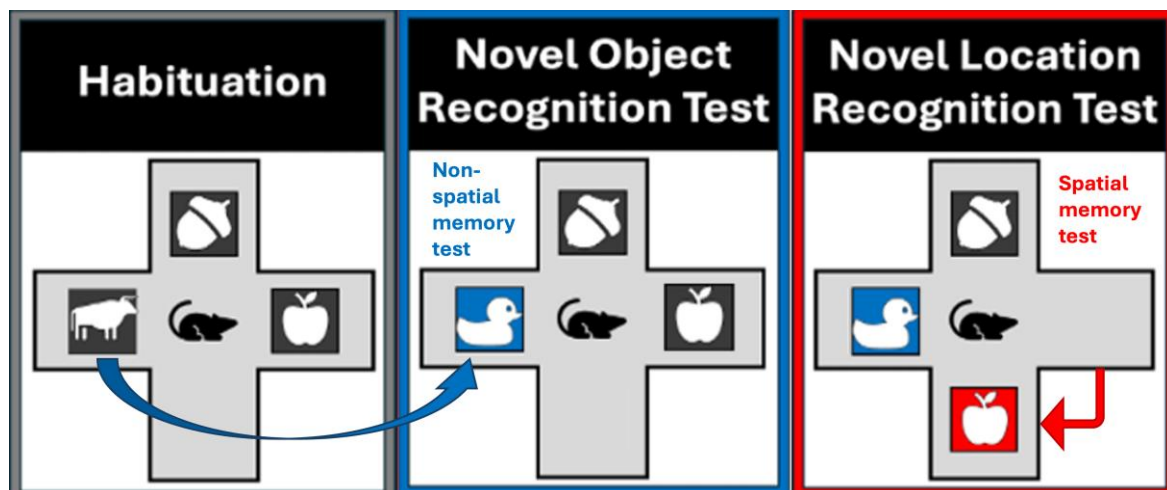 Habituation
Novel Object
Recognition Test
Non-
spatial
memory
test
Novel Location
Recognition Test
Spatial
memory
test